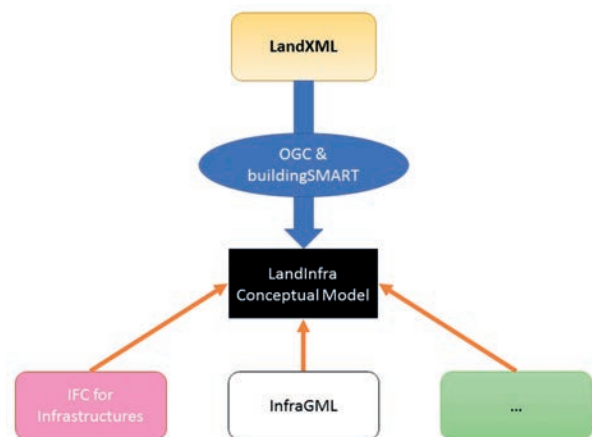 LandXML
OGC &
buildingSMART
LandInfra
Conceptual Model
IFC for
Infrastructures
InfraGML
...